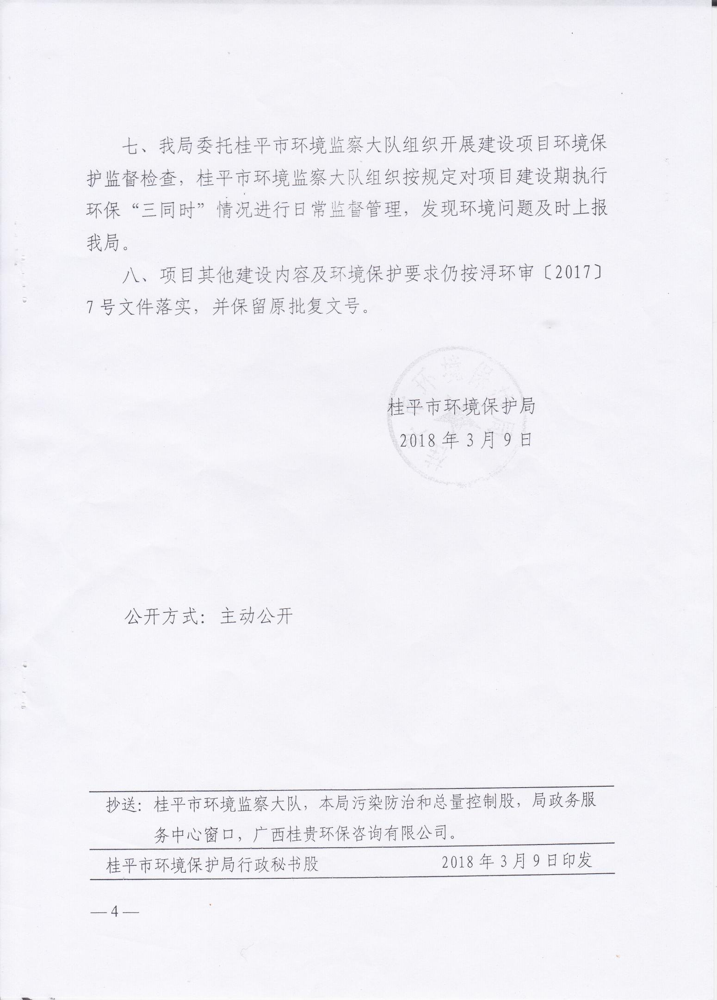 七、我局委托桂平市环境监察大队组织开展建设项目环境保
护监督检查，桂平市环境监察大队组织按规定对项目建设期执行
环保“三同时”情况进行日常监督管理，发现环境问题及时上报
我局。
八、项目其他建设内容及环境保护要求仍按浔环审〔2017〕
7号文件落实，并保留原批复文号。
桂平市环境保护局
2018年3月9日
公开方式：主动公开
抄送：桂平市环境监察大队，本局污染防治和总量控制股，局政务服
务中心窗口，广西桂贵环保咨询有限公司。
桂平市环境保护局行政秘书股 2018年3月9日印发
—4—